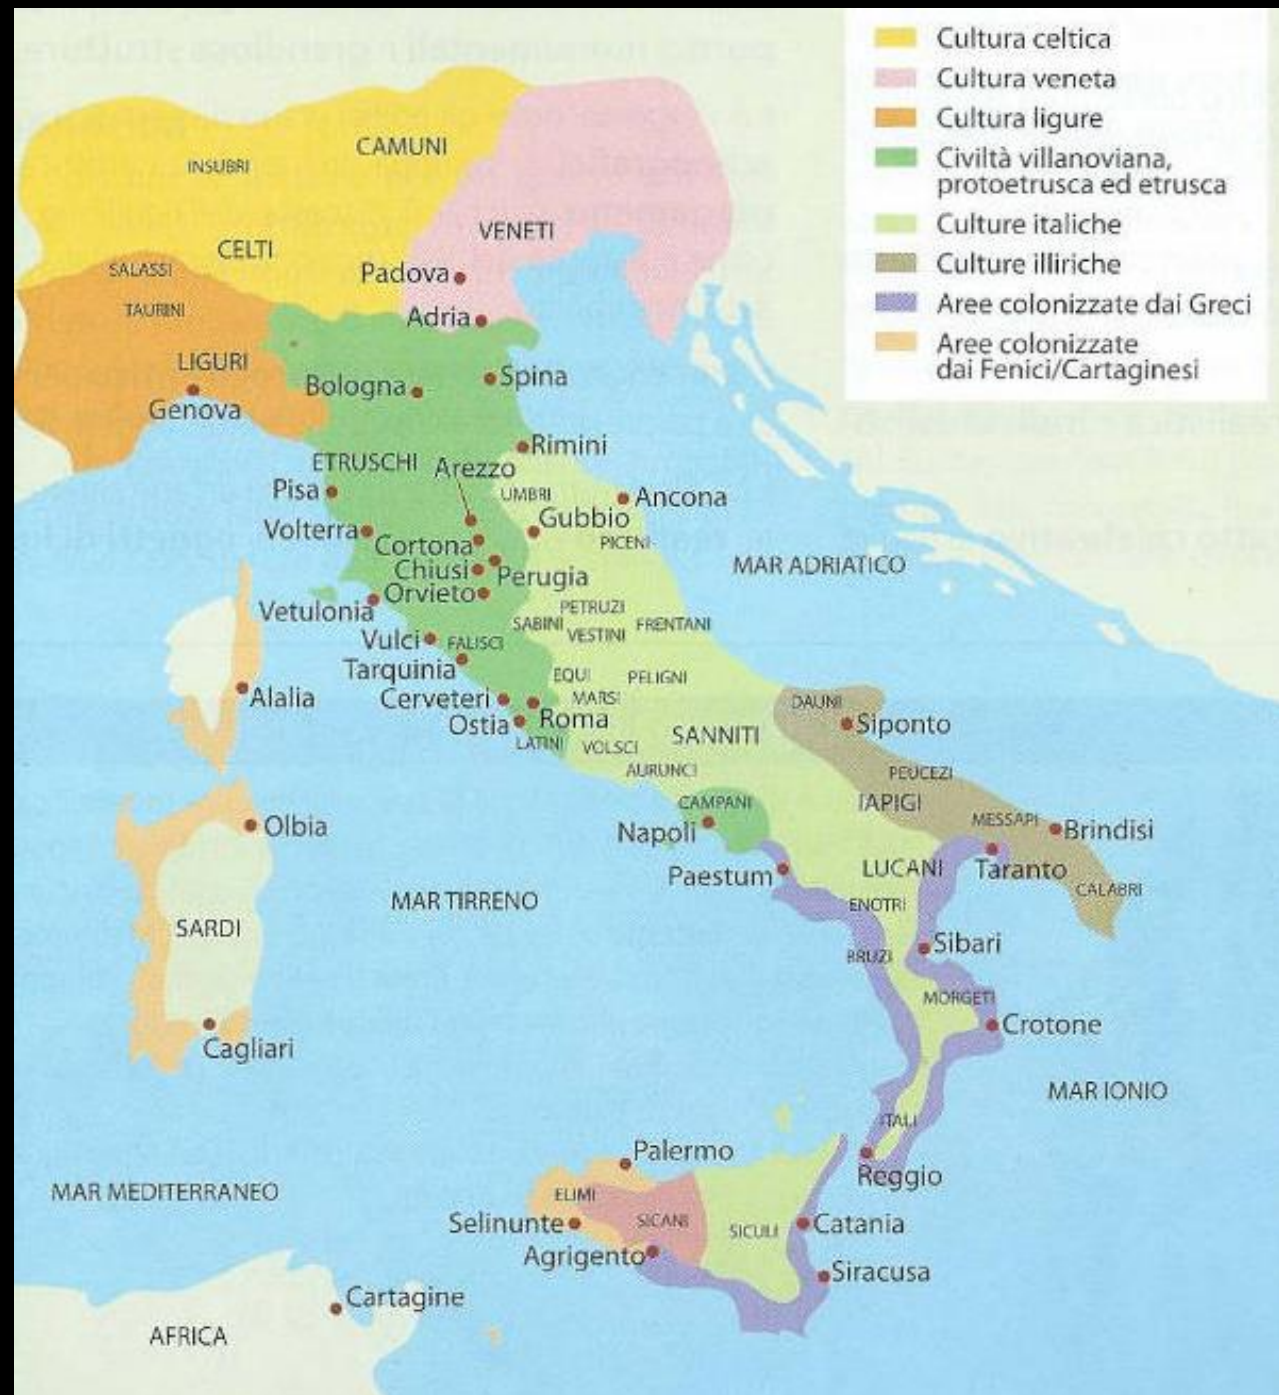 Cultura celtica
Cultura veneta
Cultura ligure
Civiltà villanoviana,
protoetrusca ed etrusca
Culture italiche
Culture illiriche
Aree colonizzate dai Greci
Aree colonizzate
dai Fenici/Cartaginesi
CAMUNI
INSUBRI
VENETI
CELTI
SALASSI
Padova
TAURINI
Adria
LIGURI
Bologna
Spina
Genova
Rimini
ETRUSCHI
Arezzo
Pisa
UMBRI
Ancona
Gubbio
Volterra
Cortona
PICENI
MAR ADRIATICO
Chiusi
Perugia
Orvieto
Vetulonia
PETRUZI
SABINI
FRENTANI
VESTINI
Vulci
FALISCI
Tarquinia
EQUI
PELIGNI
Alalia
Cerveteri
MARSI
DAUNI
Roma
Ostia
Siponto
SANNITI
LATINI
VOLSCI
AURUNCI
PEUCEZI
CAMPANI
IAPIGI
MESSAPI
Olbia
Napoli
Brindisi
LUCANI
Taranto
Paestum
CALABRI
MAR TIRRENO
ENOTRI
SARDI
Sibari
BRUZI
MORGETI
Crotone
Cagliari
MAR IONIO
ITALI
Palermo
Reggio
MAR MEDITERRANEO
ELIMI
Selinunte
SICANI
SICULI
Catania
Agrigento
Siracusa
Cartagine
AFRICA